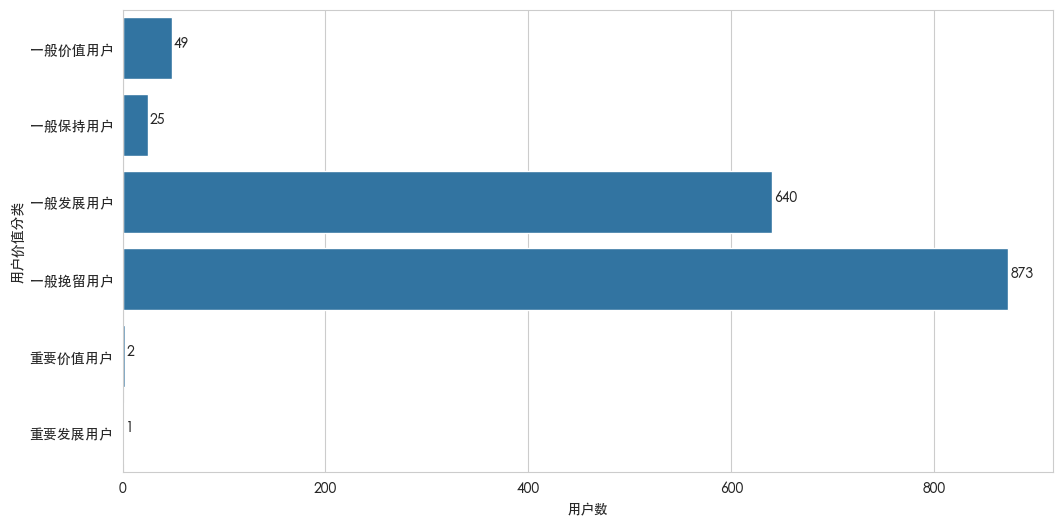 用户价值分类
一般价值用户
49
一般保持用户
25
一般发展用户
640
一般挽留用户
873
重要价值用户
2
重要发展用户
1
0 200 400 600 800
用户数